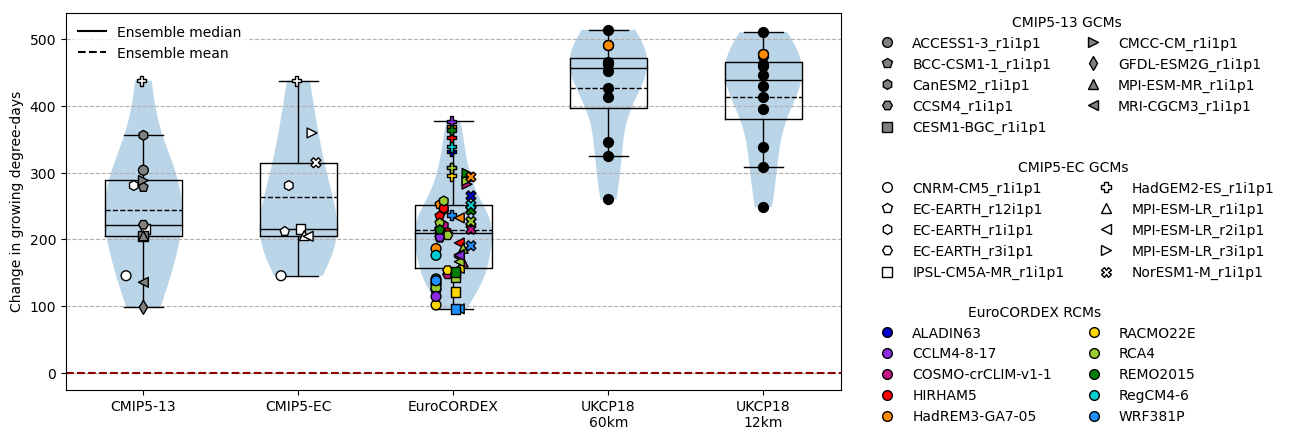 Ensemble median
Ensemble mean
Change in growing degree-days
500
400
300
200
100
0
CMIP5-13
CMIP5-EC
EuroCORDEX
UKCP18
60km
UKCP18
12km
CMIP5-13 GCMs
ACCESS1-3_r1i1p1
BCC-CSM1-1_r1i1p1
CanESM2_r1i1p1
CCSM4_r1i1p1
CESM1-BGC_r1i1p1
CMCC-CM_r1i1p1
GFDL-ESM2G_r1i1p1
MPI-ESM-MR_r1i1p1
MRI-CGCM3_r1i1p1
CMIP5-EC GCMs
CNRM-CM5_r1i1p1
EC-EARTH_r12i1p1
EC-EARTH_r1i1p1
EC-EARTH_r3i1p1
IPSL-CM5A-MR_r1i1p1
HadGEM2-ES_r1i1p1
MPI-ESM-LR_r1i1p1
MPI-ESM-LR_r2i1p1
MPI-ESM-LR_r3i1p1
NorESM1-M_r1i1p1
EuroCORDEX RCMs
ALADIN63
CCLM4-8-17
COSMO-crCLIM-v1-1
HIRHAM5
HadREM3-GA7-05
RACMO22E
RCA4
REMO2015
RegCM4-6
WRF381P